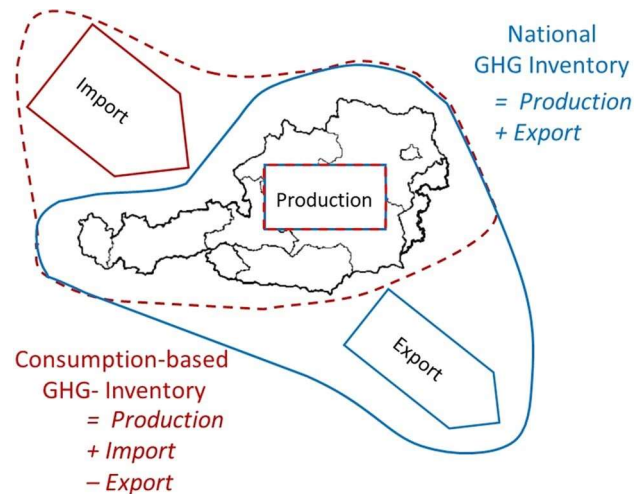 National
GHG Inventory
= Production
+ Export
Import
Production
Export
Consumption-based
GHG- Inventory
= Production
+ Import
– Export